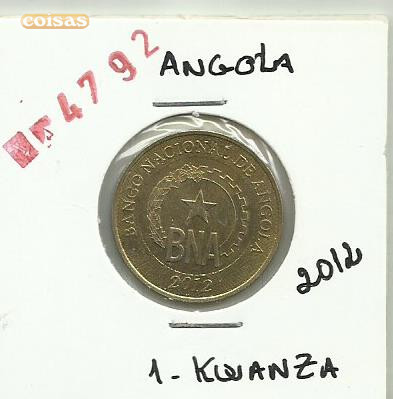 coisas
ANGOLA
4792
BANCO NACIONAL DE ANGOLA
BNA
2012
2012
1 - KWANZA